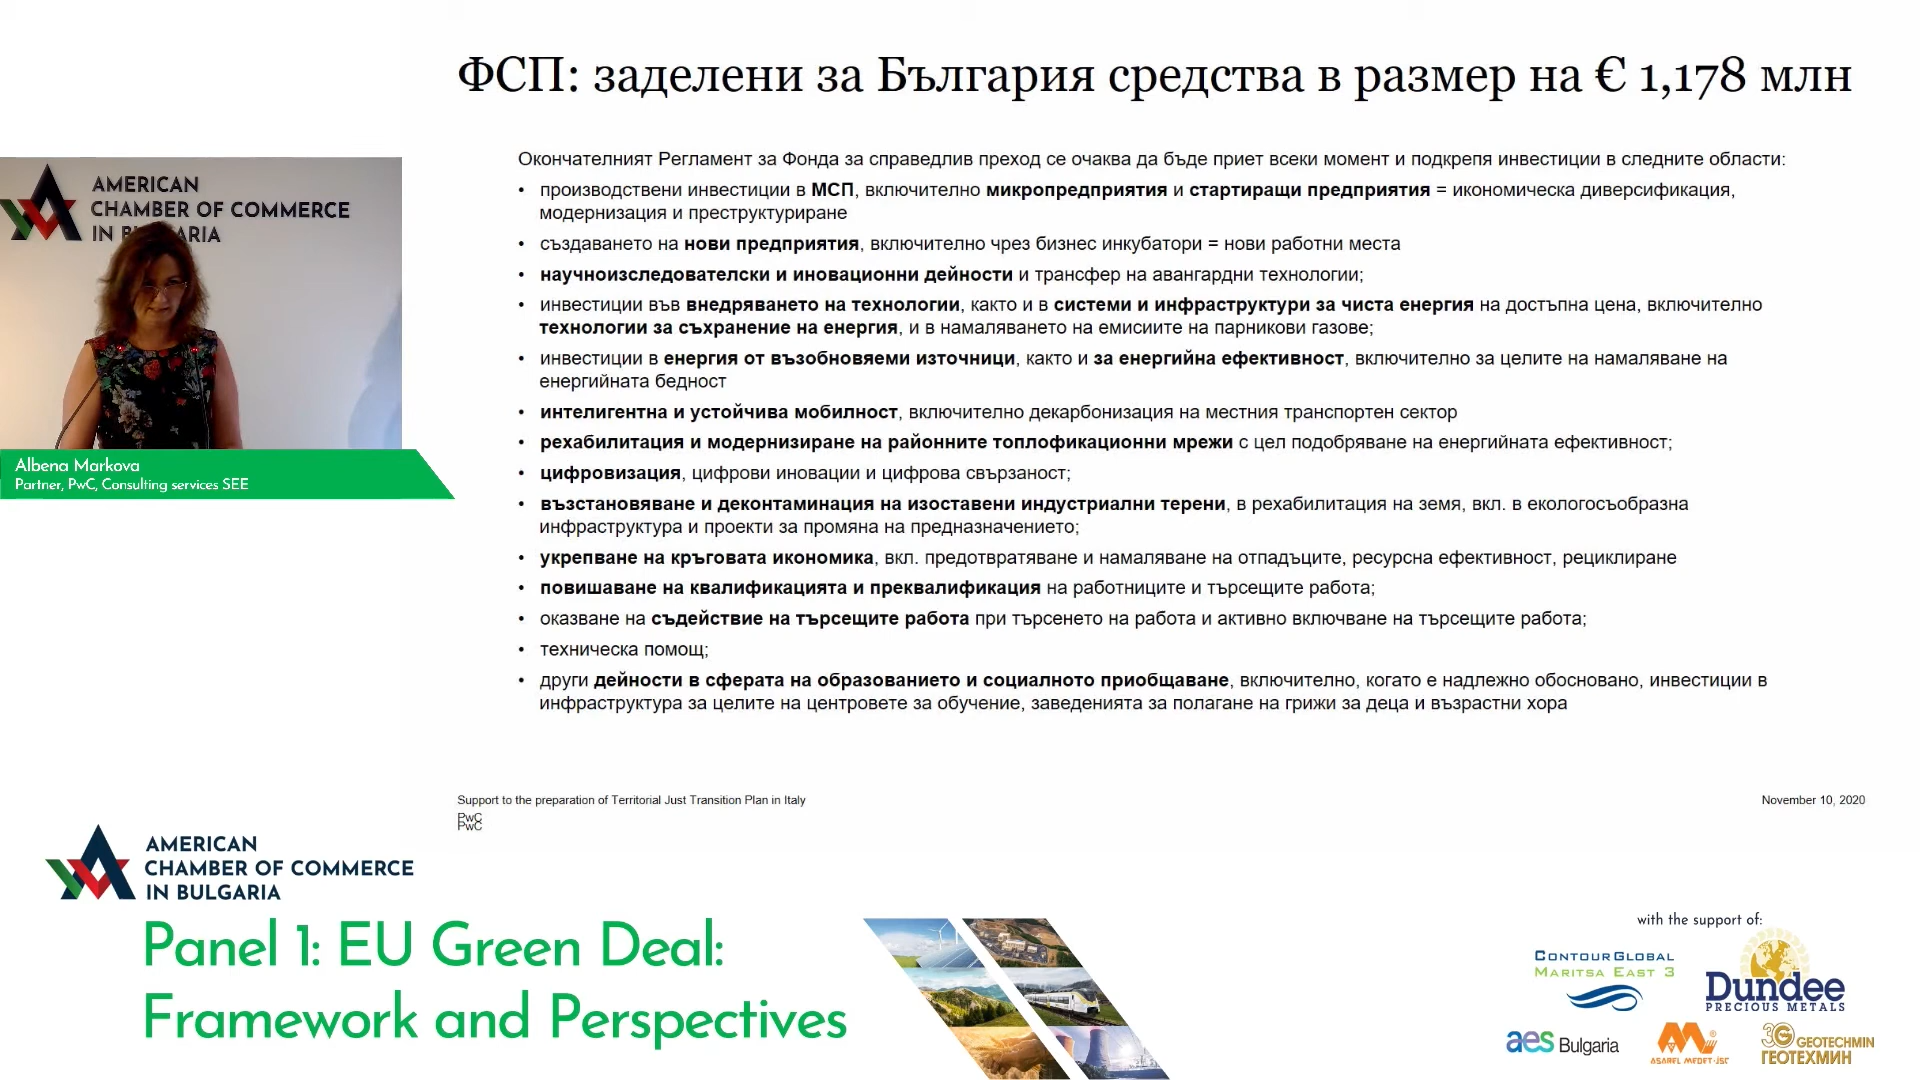 ФСП: заделени за България средства в размер на € 1,178 млн
Окончателният Регламент за Фонда за справедлив преход се очаква да бъде приет всеки момент и подкрепя инвестиции в следните области:
• производствени инвестиции в МСП, включително микропредприятия и стартиращи предприятия = икономическа диверсификация,
модернизация и преструктуриране
• създаването на нови предприятия, включително чрез бизнес инкубатори = нови работни места
• научноизследователски и иновационни дейности и трансфер на авангардни технологии;
• инвестиции във внедряването на технологии, както и в системи и инфраструктури за чиста енергия на достъпна цена, включително
технологии за съхранение на енергия, и в намаляването на емисиите на парникови газове;
• инвестиции в енергия от възобновяеми източници, както и за енергийна ефективност, включително за целите на намаляване на
енергийната бедност
• интелигентна и устойчива мобилност, включително декарбонизация на местния транспортен сектор
• рехабилитация и модернизиране на районните топлофикационни мрежи с цел подобряване на енергийната ефективност;
• цифровизация, цифрови иновации и цифрова свързаност;
• възстановяване и деконтаминация на изоставени индустриални терени, в рехабилитация на земя, вкл. в екологосъобразна
инфраструктура и проекти за промяна на предназначението;
• укрепване на кръговата икономика, вкл. предотвратяване и намаляване на отпадъците, ресурсна ефективност, рециклиране
• повишаване на квалификацията и преквалификация на работниците и търсещите работа;
• оказване на съдействие на търсещите работа при търсенето на работа и активно включване на търсещите работа;
• техническа помощ;
• други дейности в сферата на образованието и социалното приобщаване, включително, когато е надлежно обосновано, инвестиции в
инфраструктура за целите на центровете за обучение, заведенията за полагане на грижи за деца и възрастни хора
Support to the preparation of Territorial Just Transition Plan in Italy
November 10, 2020
PwC
PwC
AMERICAN
CHAMBER OF COMMERCE
IN ARIA
Albena Markova
Partner, PwC, Consulting services SEE
AMERICAN
CHAMBER OF COMMERCE
IN BULGARIA
Panel 1: EU Green Deal:
Framework and Perspectives
with the support of:
CONTOURGLOBAL
MARITSA EAST 3
Dundee
PRECIOUS METALS
aes Bulgaria
ASAREL MEDET-JSC
GEOTECHMIN
ГЕОТЕХМИН